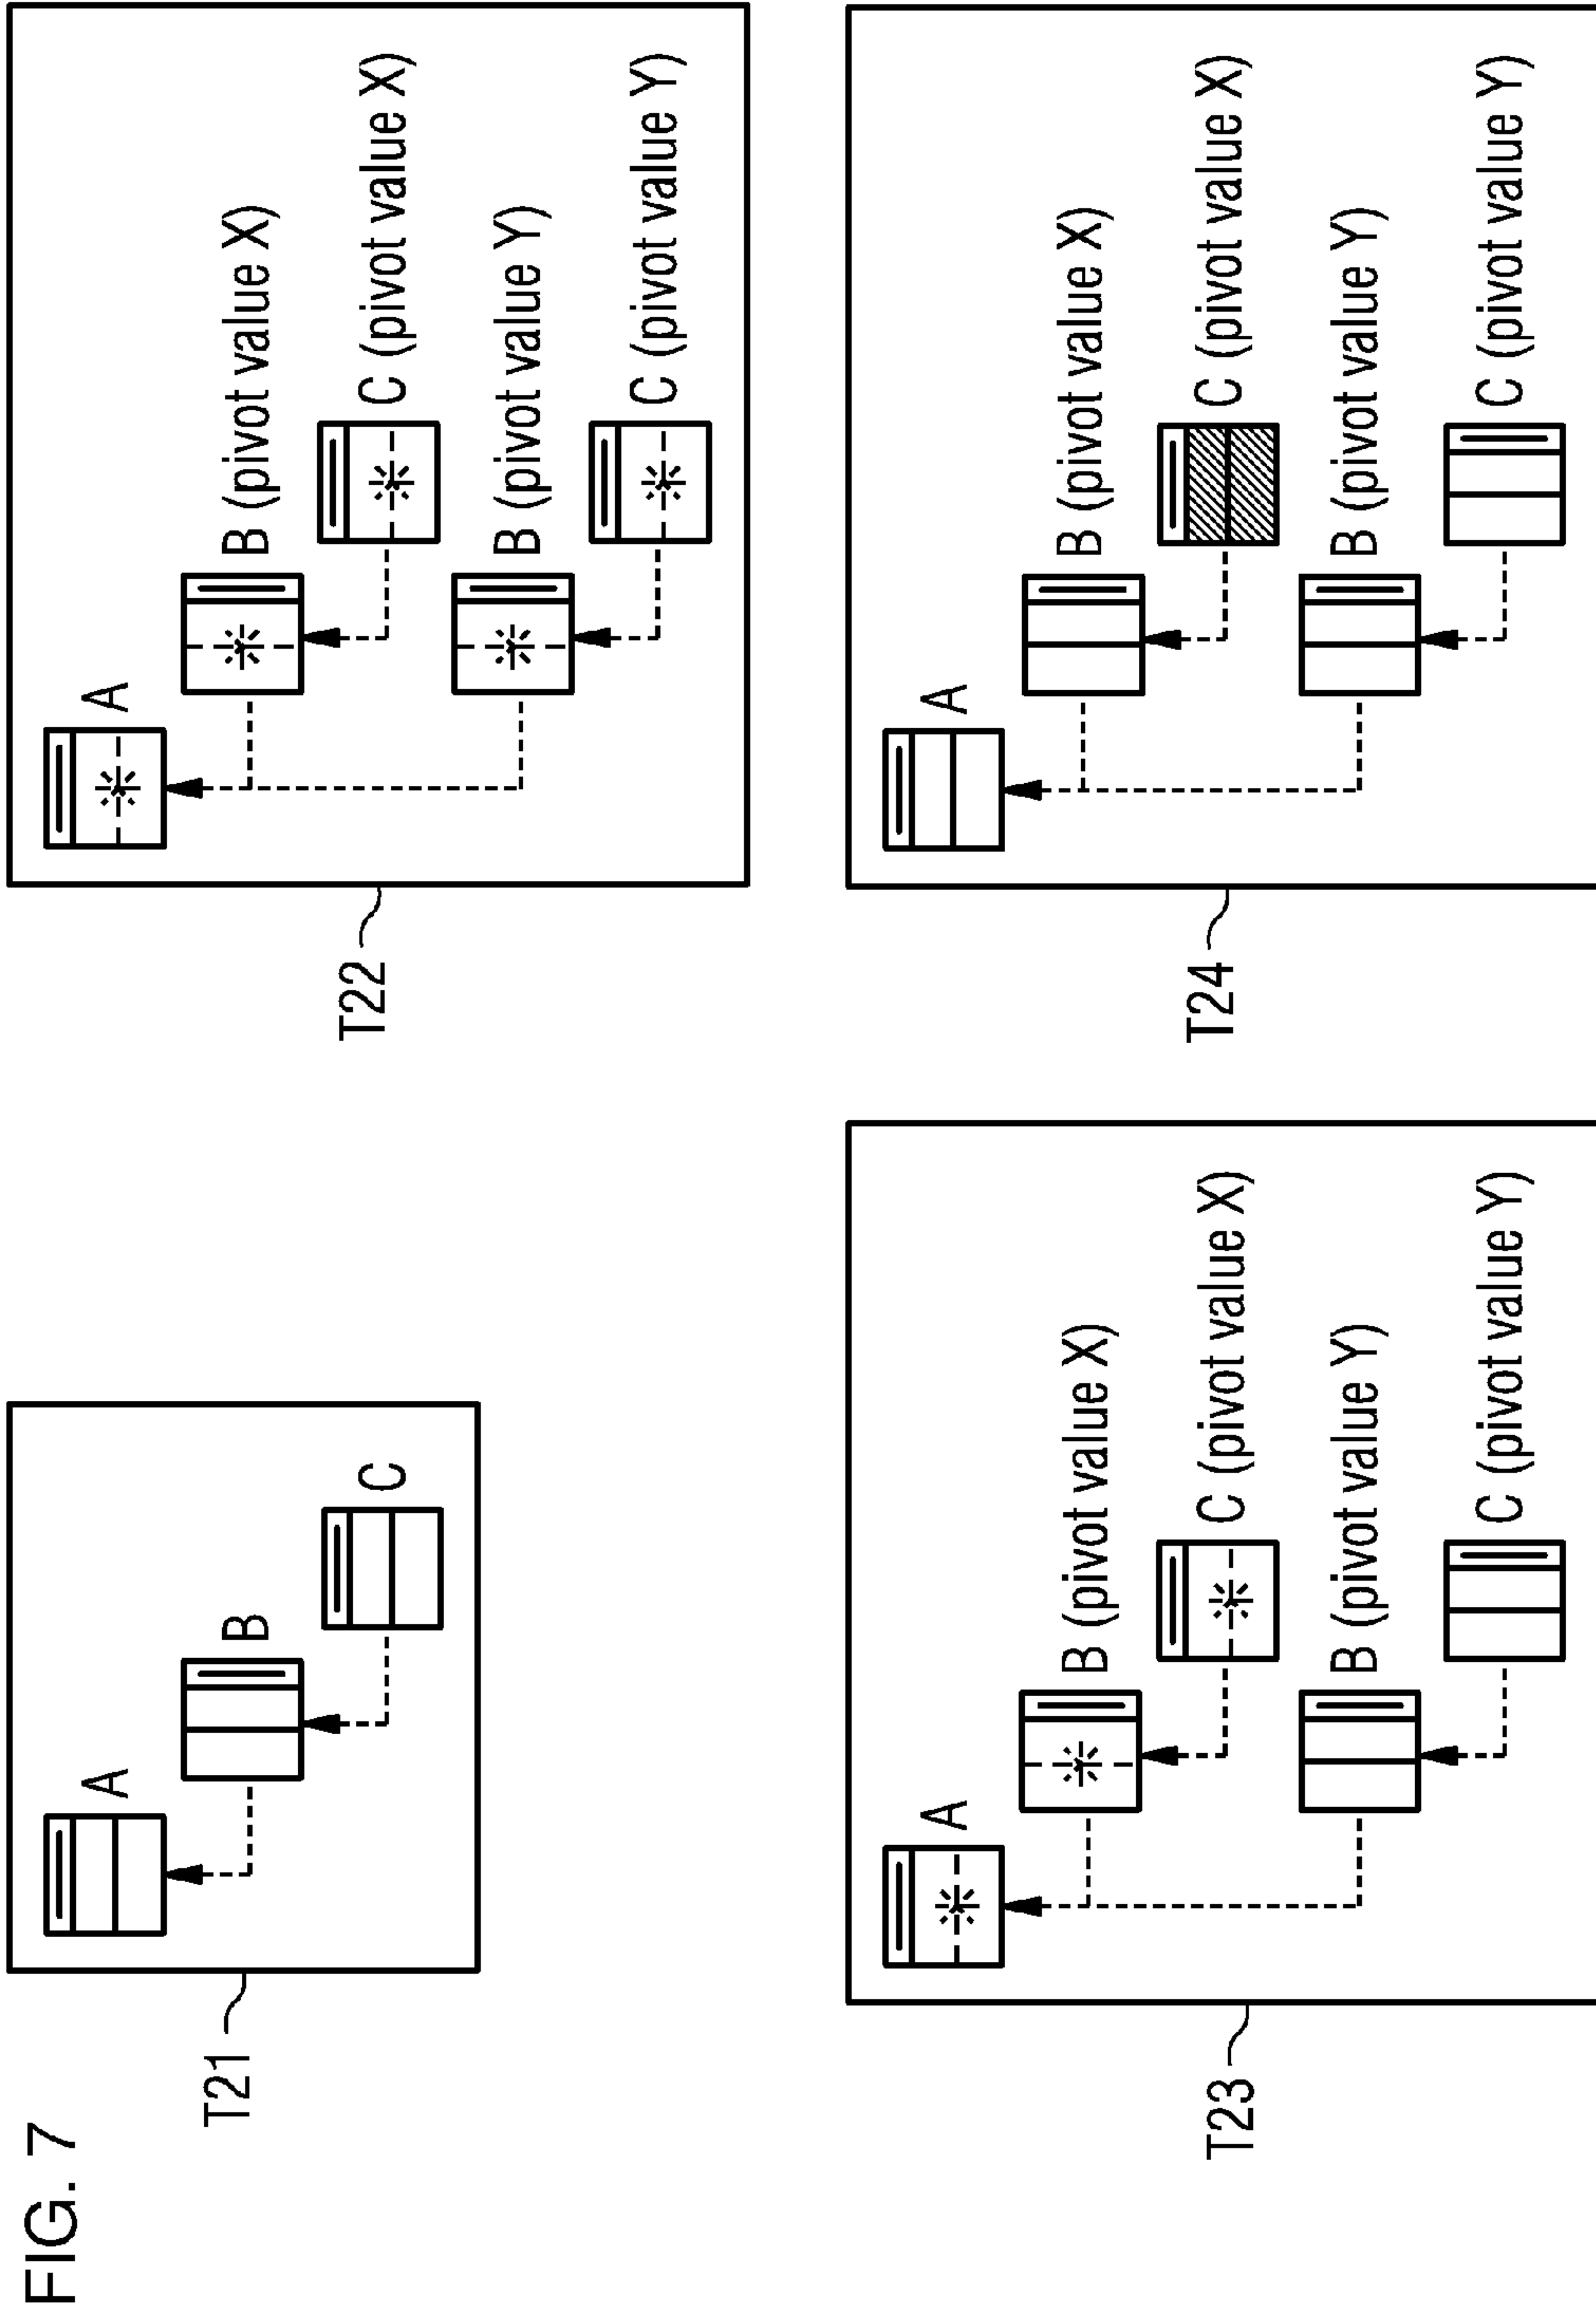 FIG. 7
T21
A
B
C
T22
A
B (pivot value X)
C (pivot value X)
B (pivot value Y)
C (pivot value Y)
T23
A
B (pivot value X)
C (pivot value X)
B (pivot value Y)
C (pivot value Y)
T24
A
B (pivot value X)
C (pivot value X)
B (pivot value Y)
C (pivot value Y)